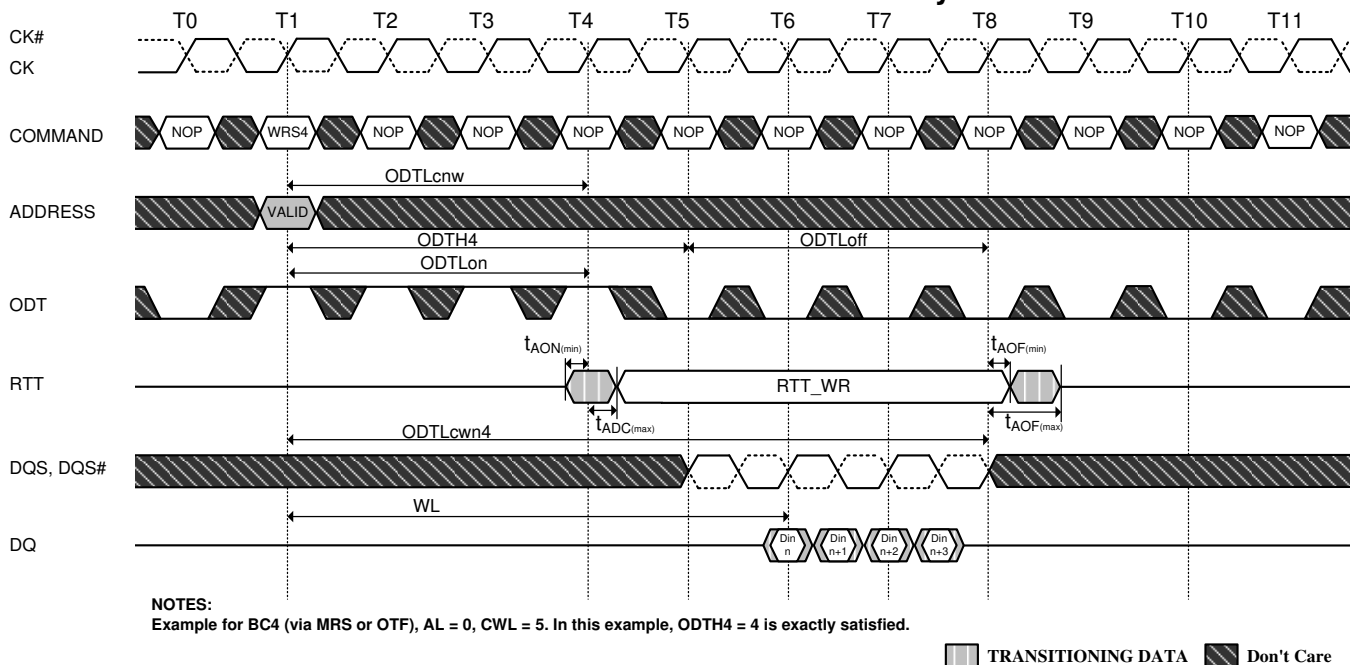 T0 T1 T2 T3 T4 T5 T6 T7 T8 T9 T10 T11
CK#
CK
COMMAND NOP WRS4 NOP NOP NOP NOP NOP NOP NOP NOP NOP NOP
ODTLcnw
ADDRESS VALID
ODTH4 ODTLoff
ODTLon
ODT
tAON(min) tAOF(min)
RTT RTT_WR
tADC(max) tAOF(max)
ODTLcwn4
DQS, DQS#
WL
DQ Din n Din n+1 Din n+2 Din n+3
NOTES:
Example for BC4 (via MRS or OTF), AL = 0, CWL = 5. In this example, ODTH4 = 4 is exactly satisfied.
TRANSITIONING DATA Don't Care